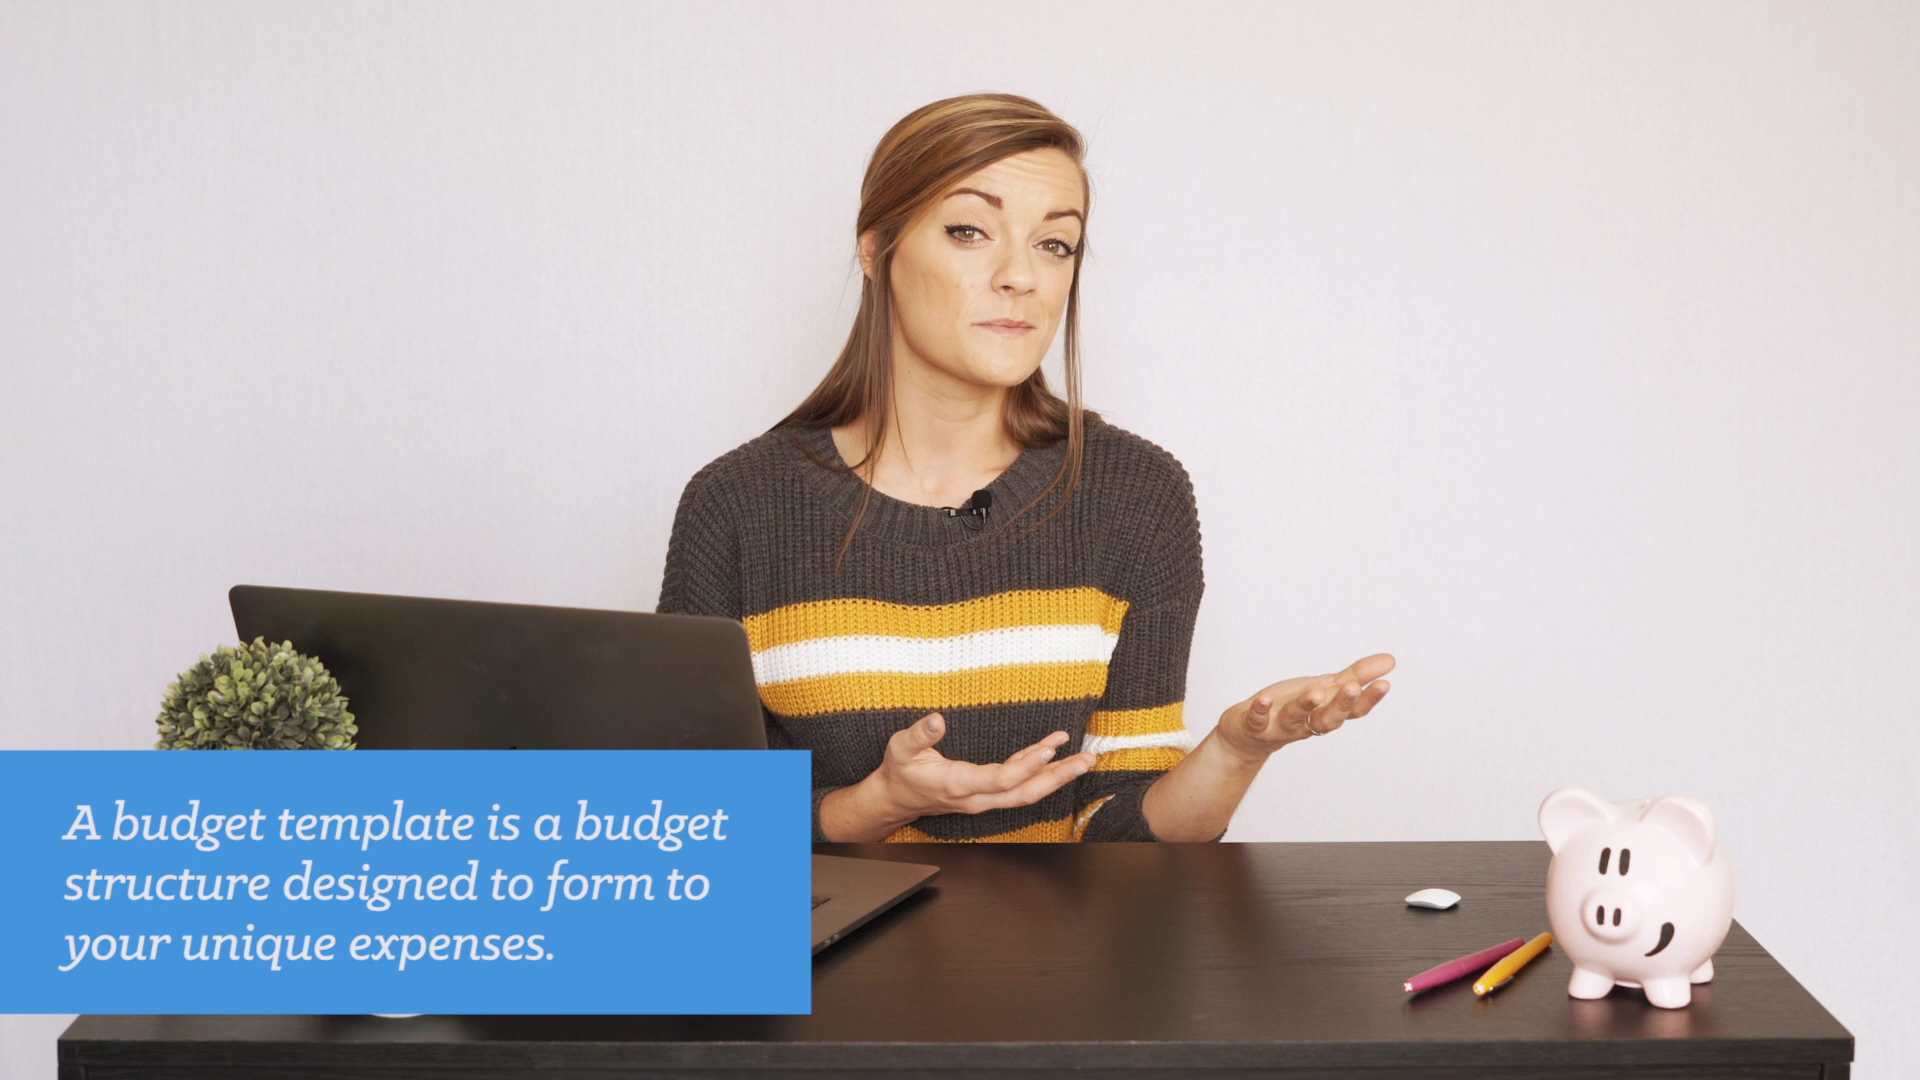 A budget template is a budget
structure designed to form to
your unique expenses.